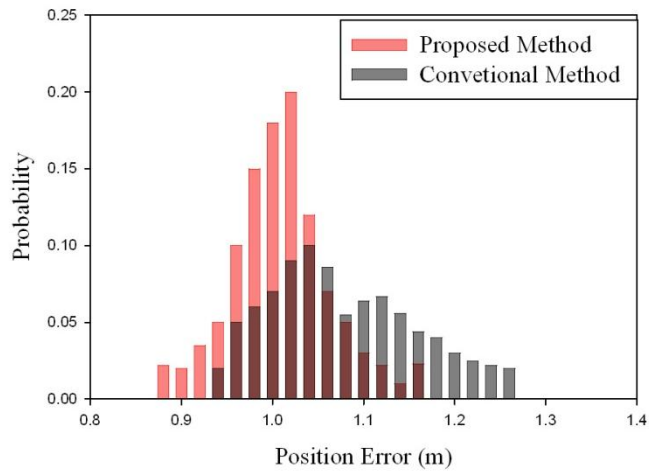 0.25
0.20
0.15
0.10
0.05
0.00
Probability
Proposed Method
Convetional Method
0.8 0.9 1.0 1.1 1.2 1.3 1.4
Position Error (m)